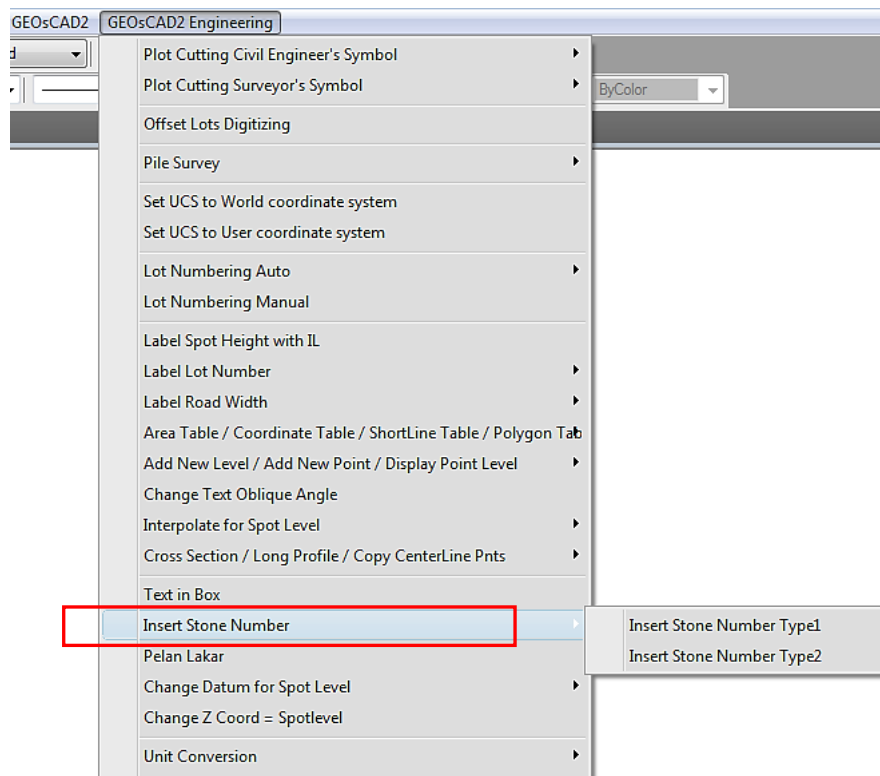 GEOsCAD2 GEOsCAD2 Engineering
d
Plot Cutting Civil Engineer's Symbol
Plot Cutting Surveyor's Symbol
ByColor
Offset Lots Digitizing
Pile Survey
Set UCS to World coordinate system
Set UCS to User coordinate system
Lot Numbering Auto
Lot Numbering Manual
Label Spot Height with IL
Label Lot Number
Label Road Width
Area Table / Coordinate Table / ShortLine Table / Polygon Tab
Add New Level / Add New Point / Display Point Level
Change Text Oblique Angle
Interpolate for Spot Level
Cross Section / Long Profile / Copy CenterLine Pnts
Text in Box
Insert Stone Number
Insert Stone Number Type1
Insert Stone Number Type2
Pelan Lakar
Change Datum for Spot Level
Change Z Coord = Spotlevel
Unit Conversion